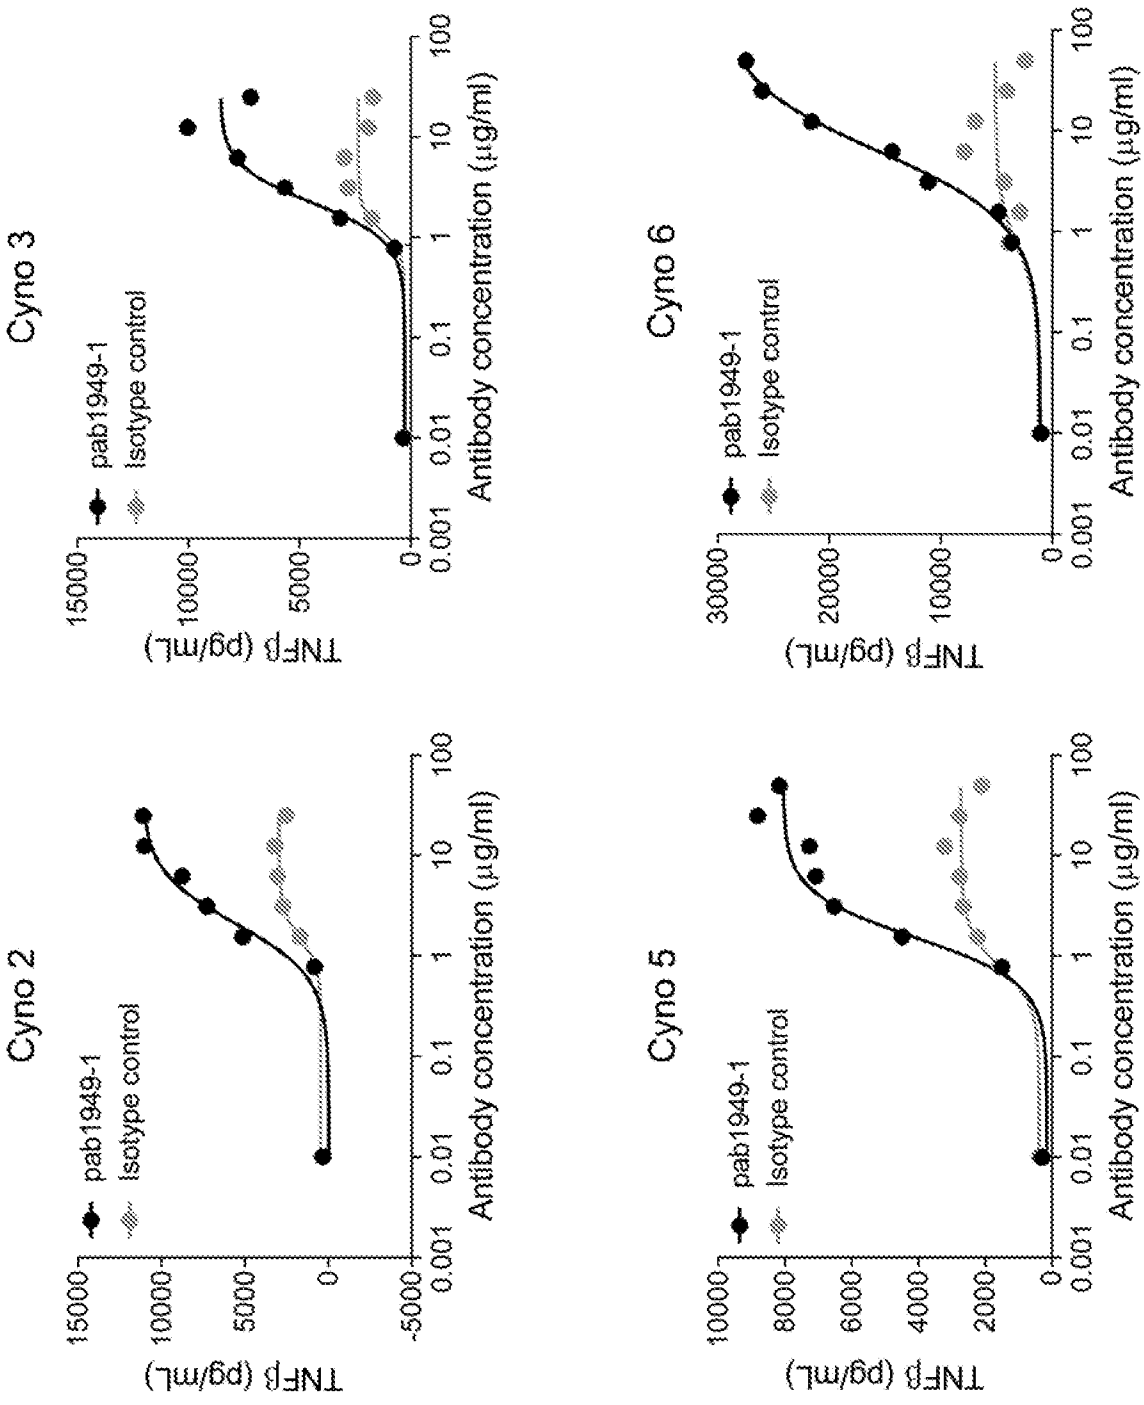 Cyno 2
pab1949-1
Isotype control
TNFβ (pg/mL)
15000
10000
5000
0
-5000
0.001
0.01
0.1
1
10
100
Antibody concentration (μg/ml)
Cyno 3
pab1949-1
Isotype control
TNFβ (pg/mL)
15000
10000
5000
0
0.001
0.01
0.1
1
10
100
Antibody concentration (μg/ml)
Cyno 5
pab1949-1
Isotype control
TNFβ (pg/mL)
10000
8000
6000
4000
2000
0
0.001
0.01
0.1
1
10
100
Antibody concentration (μg/ml)
Cyno 6
pab1949-1
Isotype control
TNFβ (pg/mL)
30000
20000
10000
0
0.001
0.01
0.1
1
10
100
Antibody concentration (μg/ml)